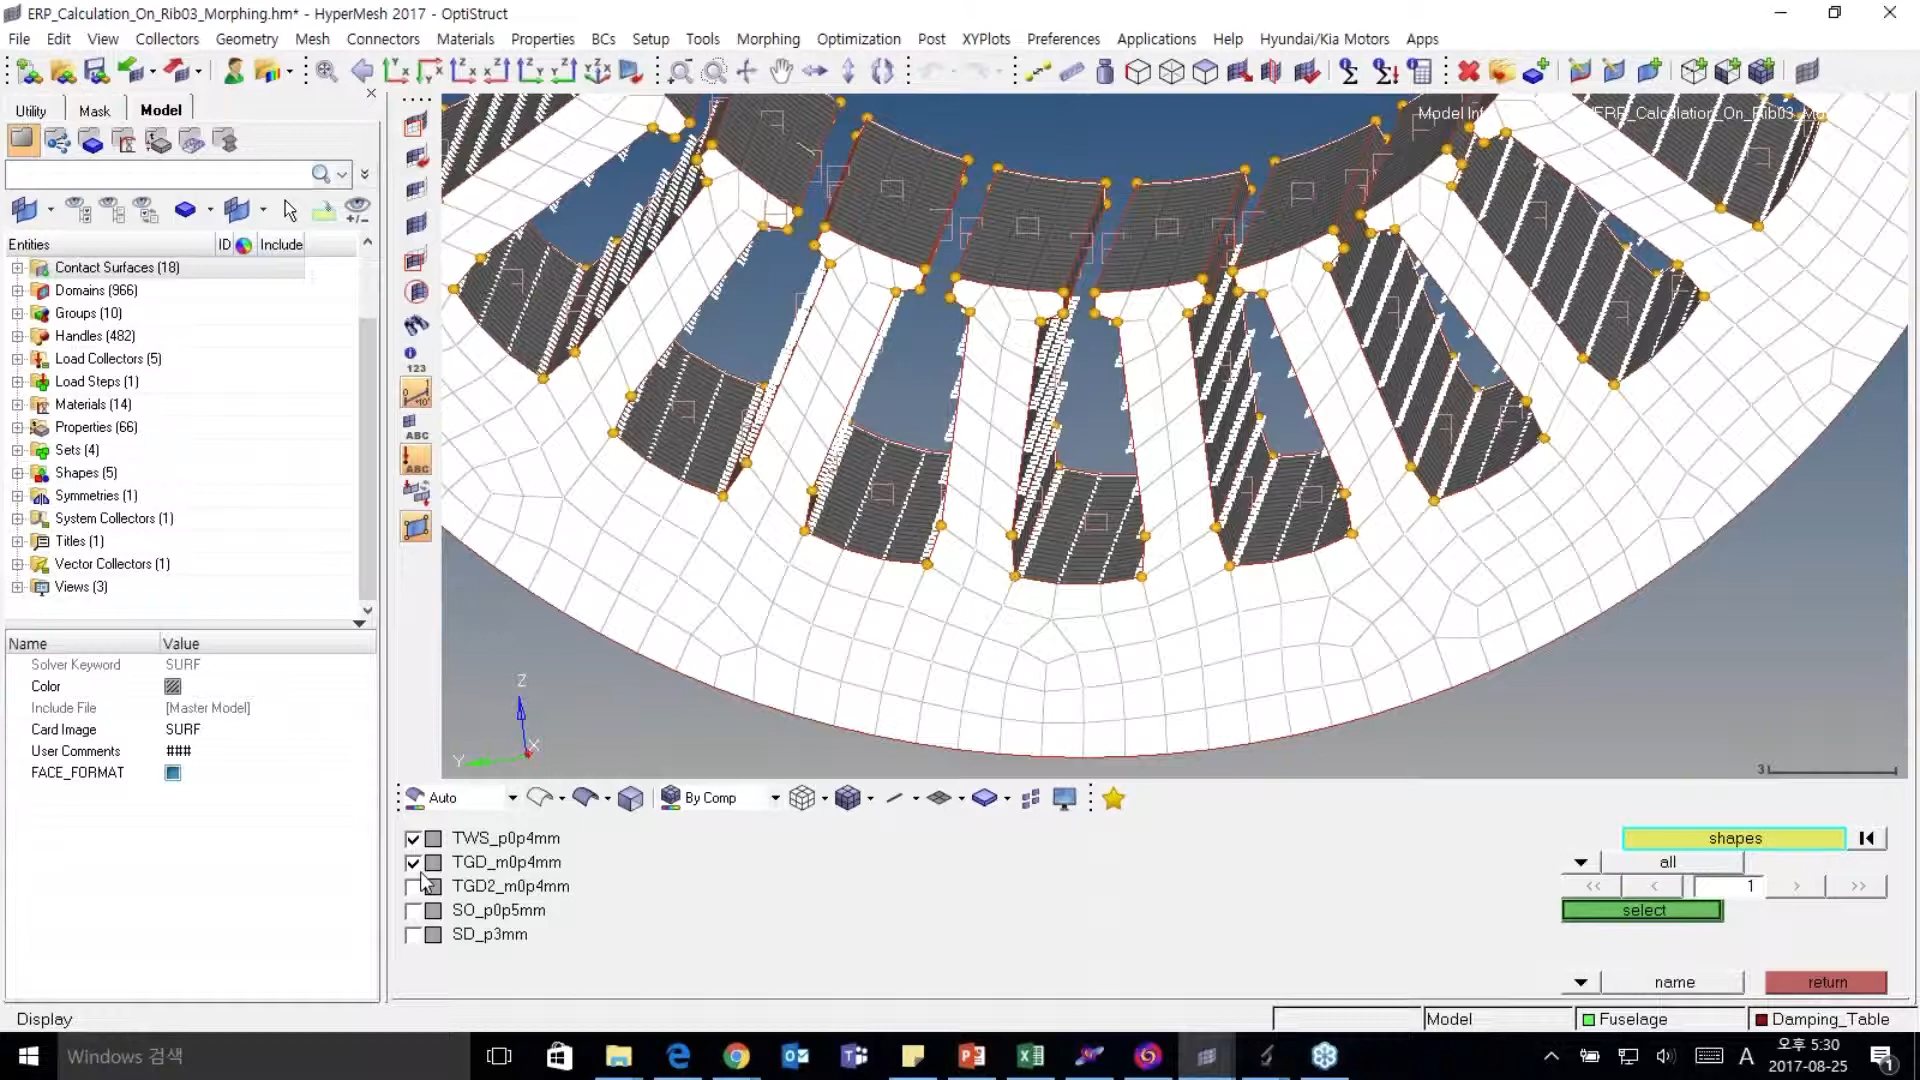 ERP_Calculation_On_Rib03_Morphing.hm* - HyperMesh 2017 - OptiStruct
File Edit View Collectors Geometry Mesh Connectors Materials Properties BCs Setup Tools Morphing Optimization Post XYPlots Preferences Applications Help Hyundai/Kia Motors Apps
Utility Mask Model
Entities ID Include
Contact Surfaces (18)
Domains (966)
Groups (10)
Handles (482)
Load Collectors (5)
Load Steps (1)
Materials (14)
Properties (66)
Sets (4)
Shapes (5)
Symmetries (1)
System Collectors (1)
Titles (1)
Vector Collectors (1)
Views (3)
Name Value
Solver Keyword SURF
Color
Include File [Master Model]
Card Image SURF
User Comments ###
FACE_FORMAT
123
ABC
ABC
Z
X
Y
3
Auto By Comp
TWS_p0p4mm
TGD_m0p4mm
TGD2_m0p4mm
SO_p0p5mm
SD_p3mm
shapes
all
<< < 1 > >>
select
name return
Display Model Fuselage Damping_Table
Windows 검색
A
오후 5:30
2017-08-25
1